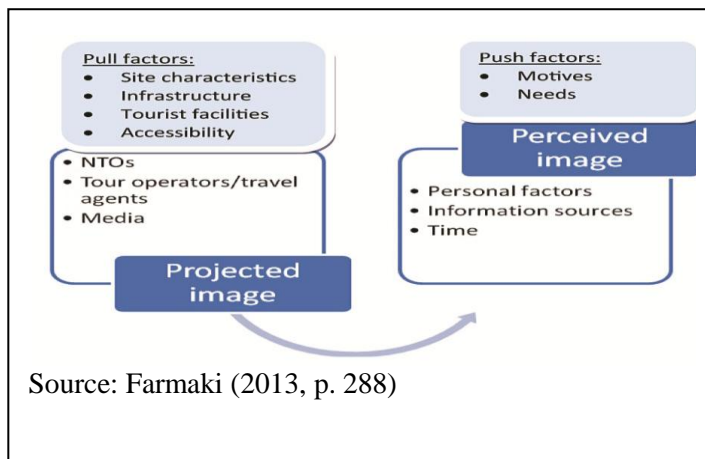 Pull factors:
• Site characteristics
• Infrastructure
• Tourist facilities
• Accessibility
• NTOs
• Tour operators/travel
agents
• Media
Projected
image
Push factors:
• Motives
• Needs
Perceived
image
• Personal factors
• Information sources
• Time
Source: Farmaki (2013, p. 288)